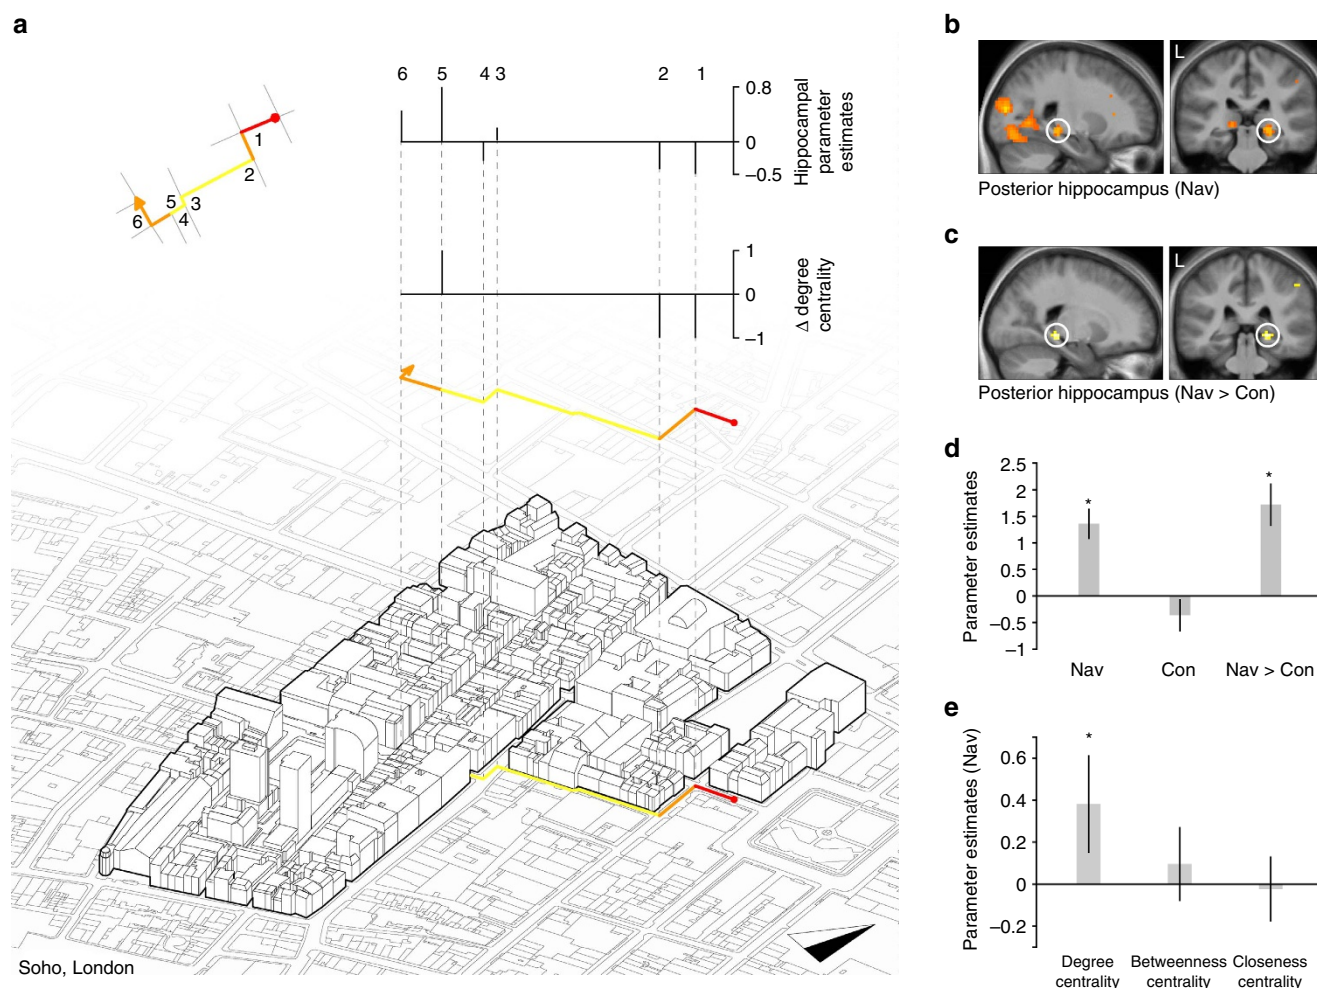 a
6 5 4 3 2 1
0.8
0
−0.5
Hippocampal
parameter
estimates
1
2
3
4
5
6
1
0
−1
Δ degree
centrality
Soho, London
b
L
Posterior hippocampus (Nav)
c
L
Posterior hippocampus (Nav > Con)
d
Parameter estimates
2.5
2
1.5
1
0.5
0
−0.5
−1
*
*
Nav Con Nav > Con
e
Parameter estimates (Nav)
0.6
0.4
0.2
0
−0.2
*
Degree
centrality
Betweenness
centrality
Closeness
centrality